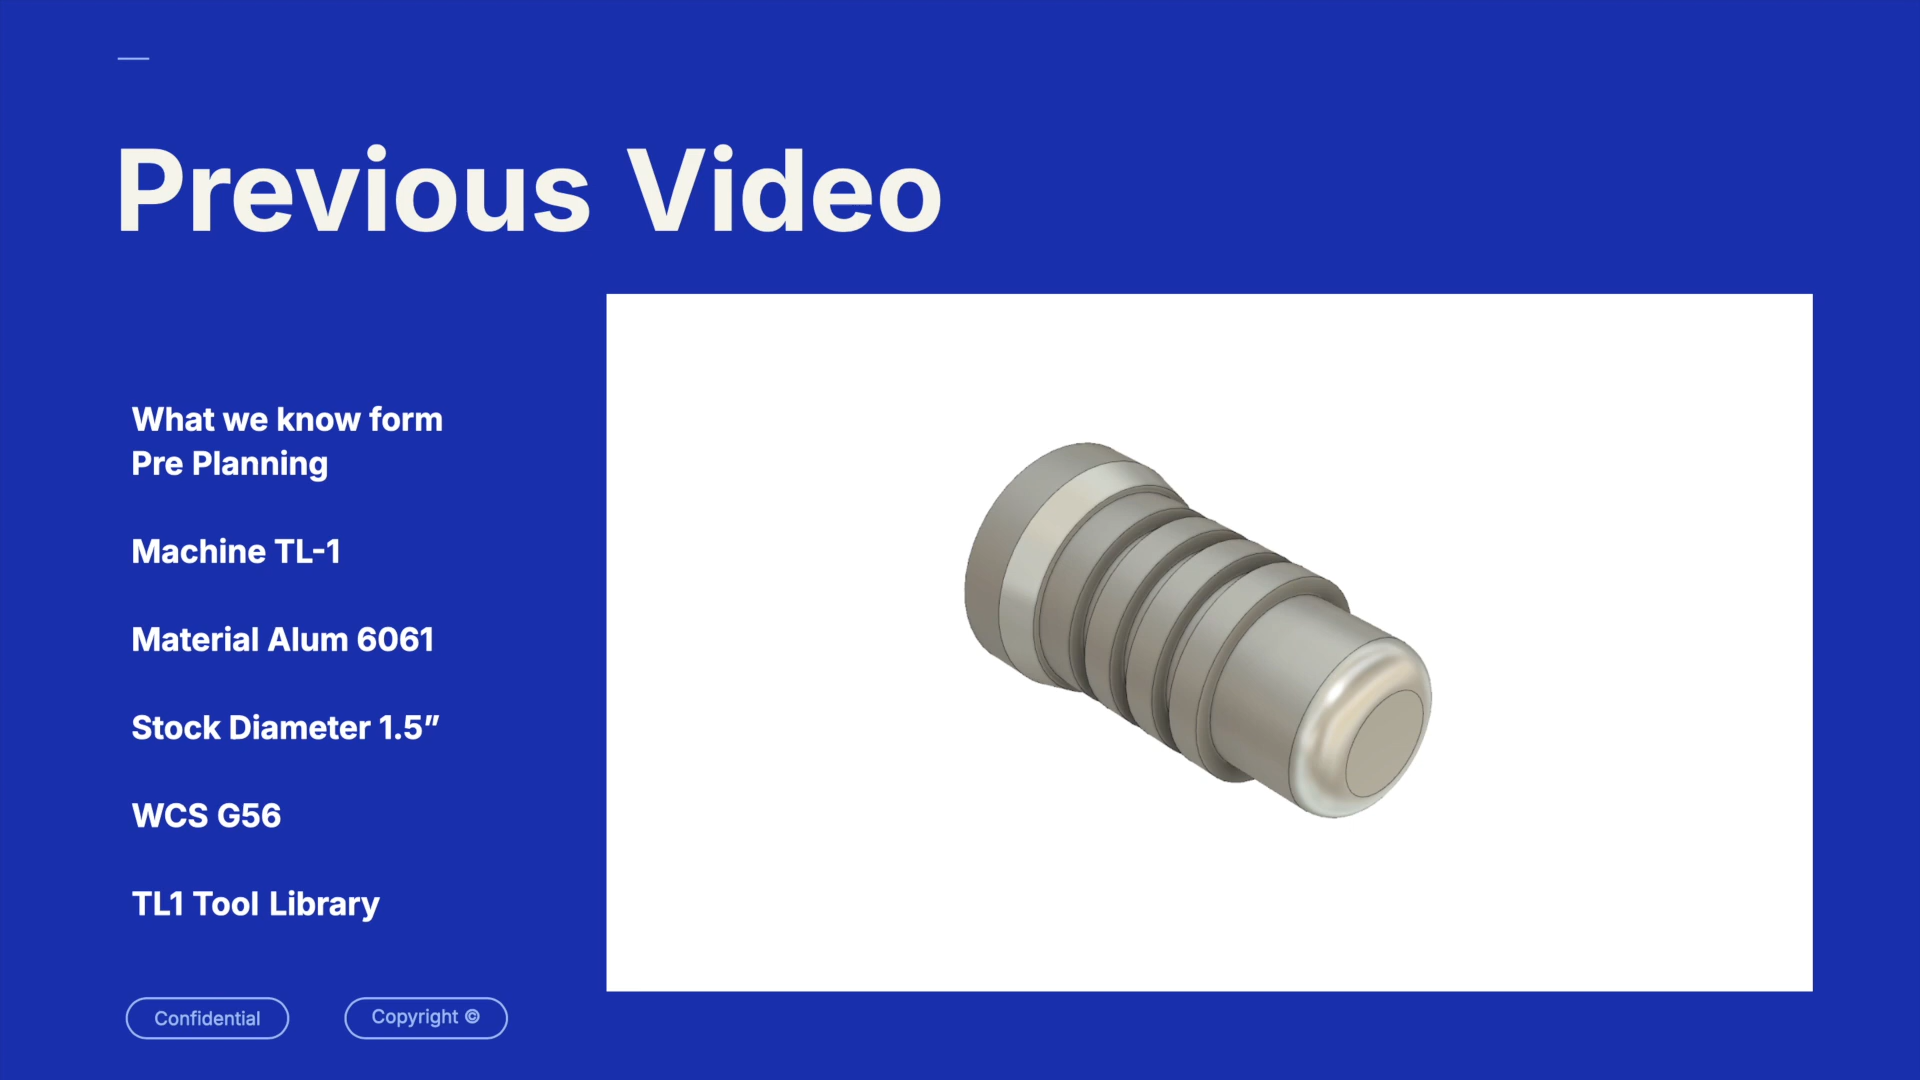 Previous Video
What we know form
Pre Planning
Machine TL-1
Material Alum 6061
Stock Diameter 1.5”
WCS G56
TL1 Tool Library
Confidential
Copyright ©